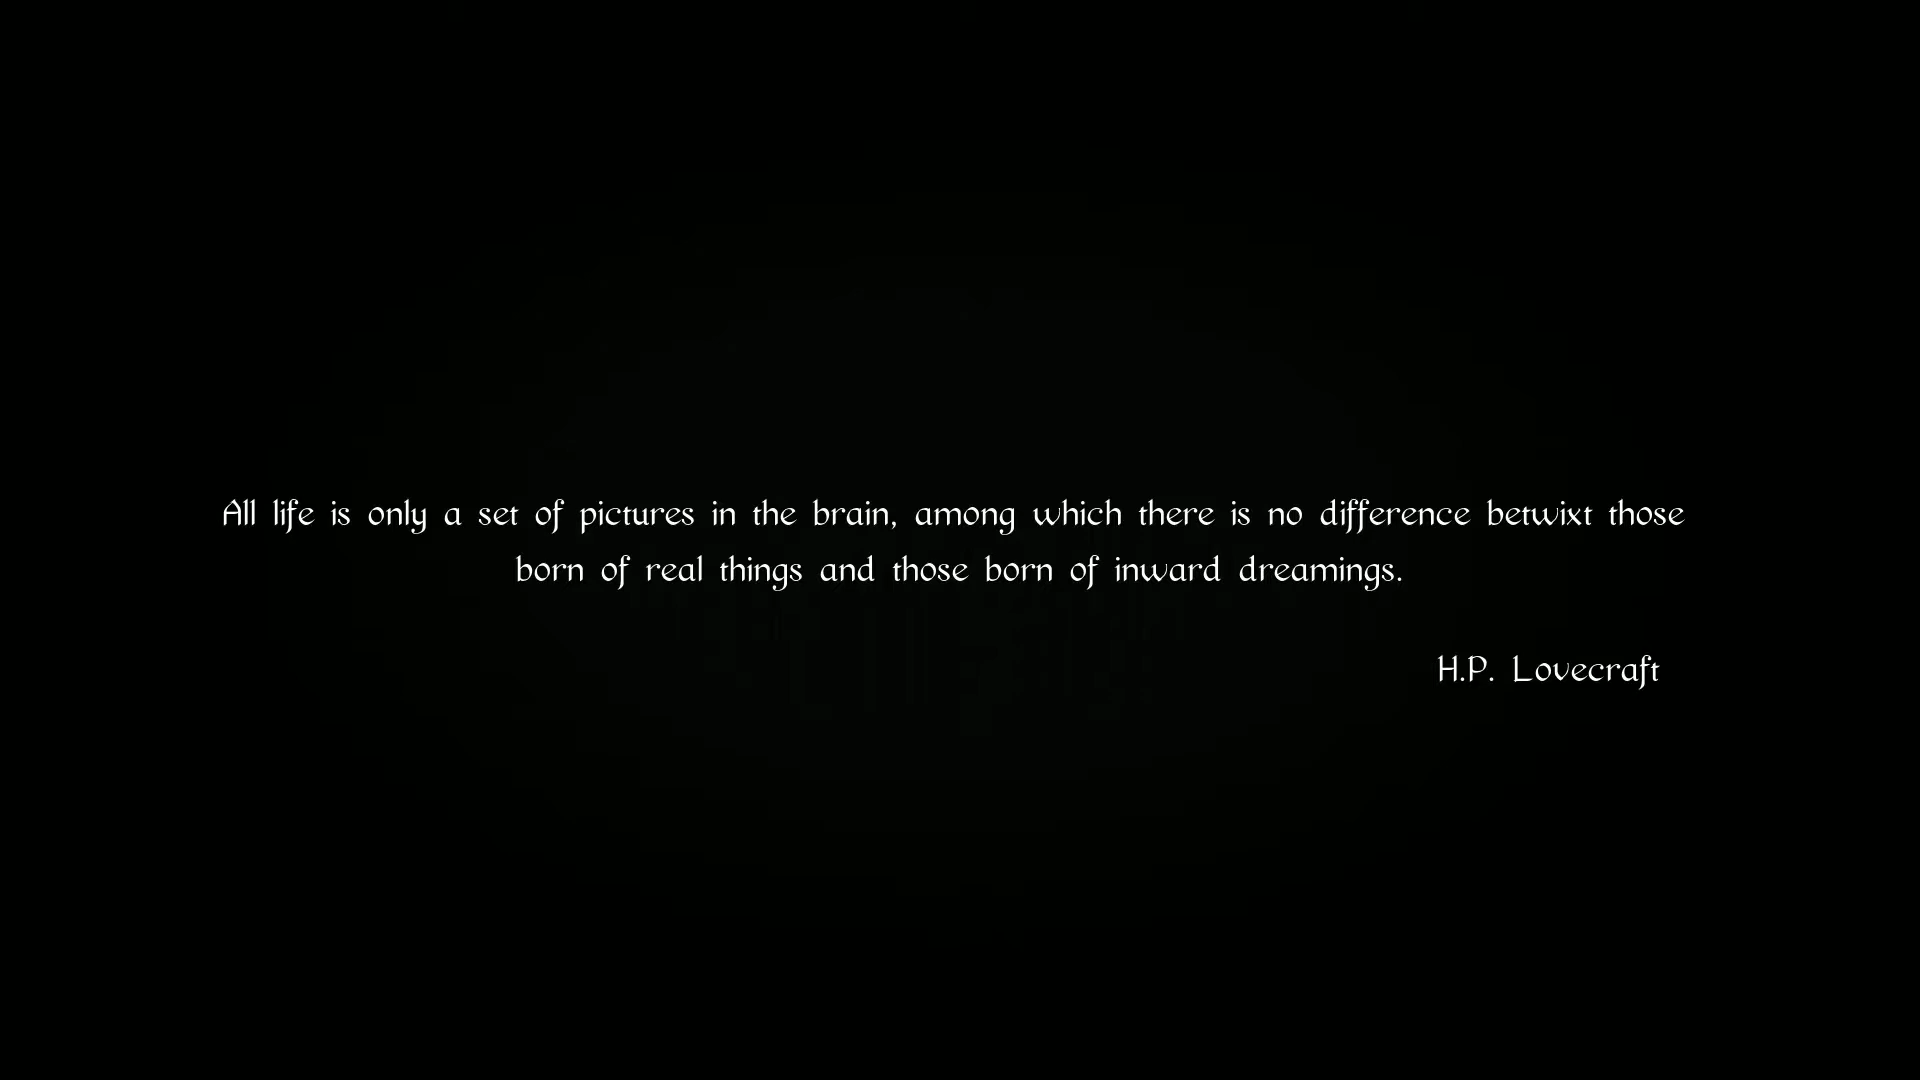 All life is only a set of pictures in the brain, among which there is no difference betwixt those
born of real things and those born of inward dreamings.
H.P. Lovecraft